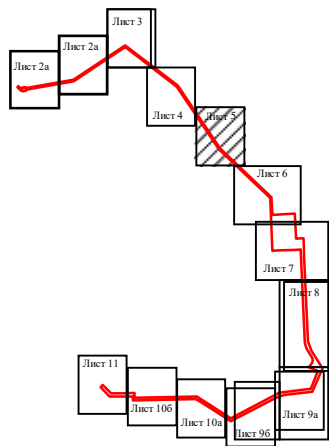 Лист 3
Лист 2а
Лист 2а
Лист 4
Лист 5
Лист 6
Лист 7
Лист 8
Лист 11
Лист 10б
Лист 10а
Лист 9б
Лист 9а